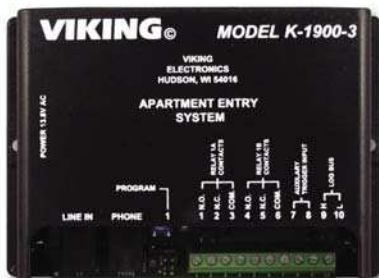 VIKING©
MODEL K-1900-3
VIKING
ELECTRONICS
HUDSON, WI 54016
APARTMENT ENTRY
SYSTEM
POWER 13.8V AC
RELAY 1A
CONTACTS
RELAY 1B
CONTACTS
AUXILIARY
TRIGGER INPUT
LOG BUS
PROGRAM
N.O.
N.C.
COM.
N.O.
N.C.
COM.
H
L
LINE IN
PHONE
1
1
2
3
4
5
6
7
8
9
10